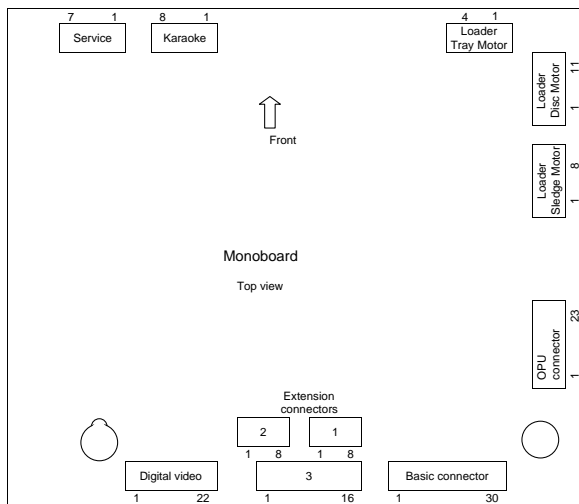 7 1 8 1 4 1
Service Karaoke Loader
Tray Motor
Loader
Disc Motor
11
1
Front
Loader
Sledge Motor
8
1
Monoboard
Top view
OPU
connector
23
1
Extension
connectors
2 1
1 8 1 8
Digital video 3 Basic connector
1 22 1 16 1 30